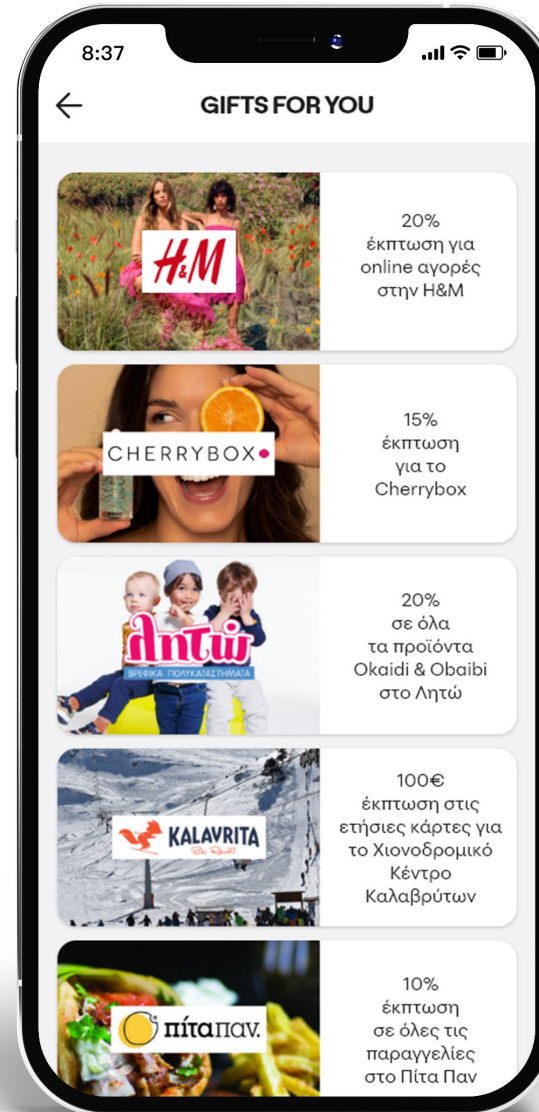 8:37
GIFTS FOR YOU
H&M
20%
έκπτωση για
online αγορές
στην H&M
CHERRYBOX
15%
έκπτωση
για το
Cherrybox
λητώ
ΒΡΕΦΙΚΑ ΠΟΛΥΚΑΤΑΣΤΗΜΑΤΑ
20%
σε όλα
τα προϊόντα
Okaidi & Obaibi
στο Λητώ
KALAVRITA
Ski Resort
100€
έκπτωση στις
ετήσιες κάρτες για
το Χιονοδρομικό
Κέντρο
Καλαβρύτων
πίταπαν.
10%
έκπτωση
σε όλες τις
παραγγελίες
στο Πίτα Παν